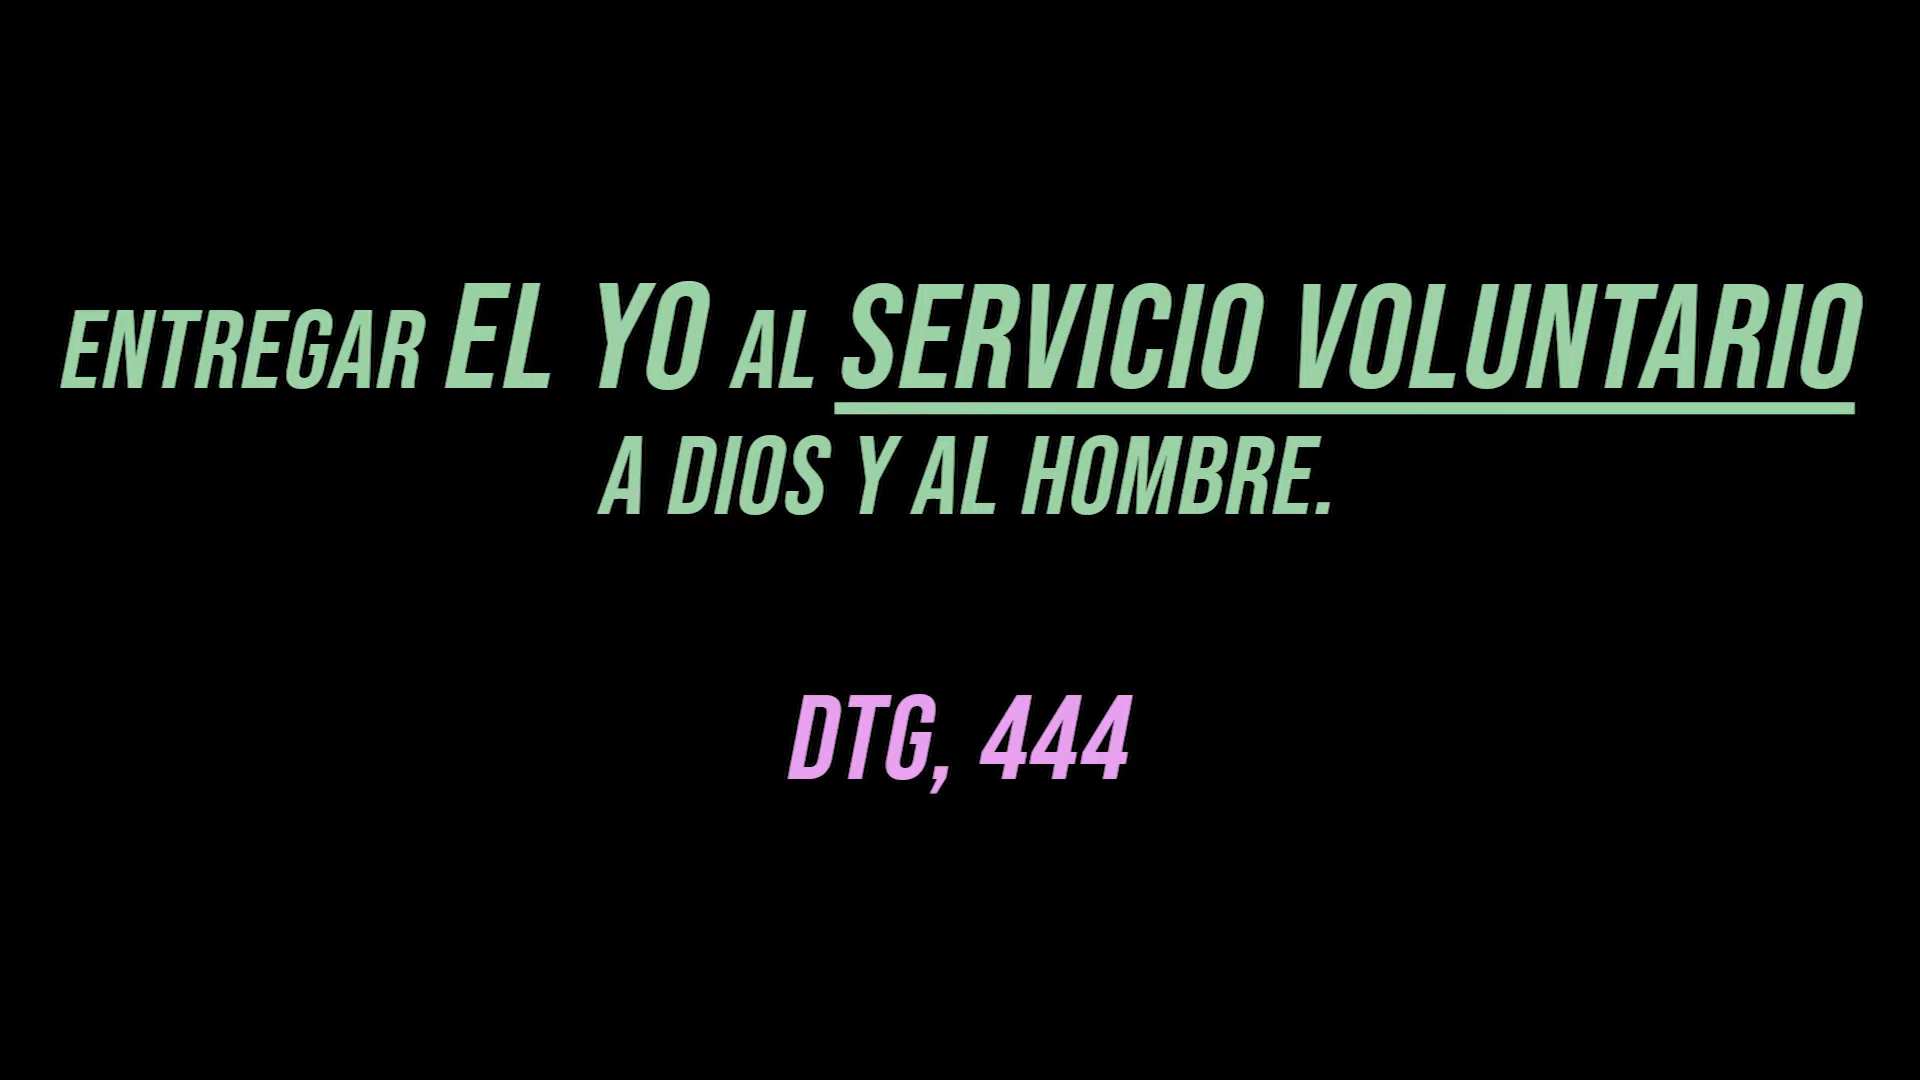 ENTREGAR EL YO AL SERVICIO VOLUNTARIO
A DIOS Y AL HOMBRE.
DTG, 444